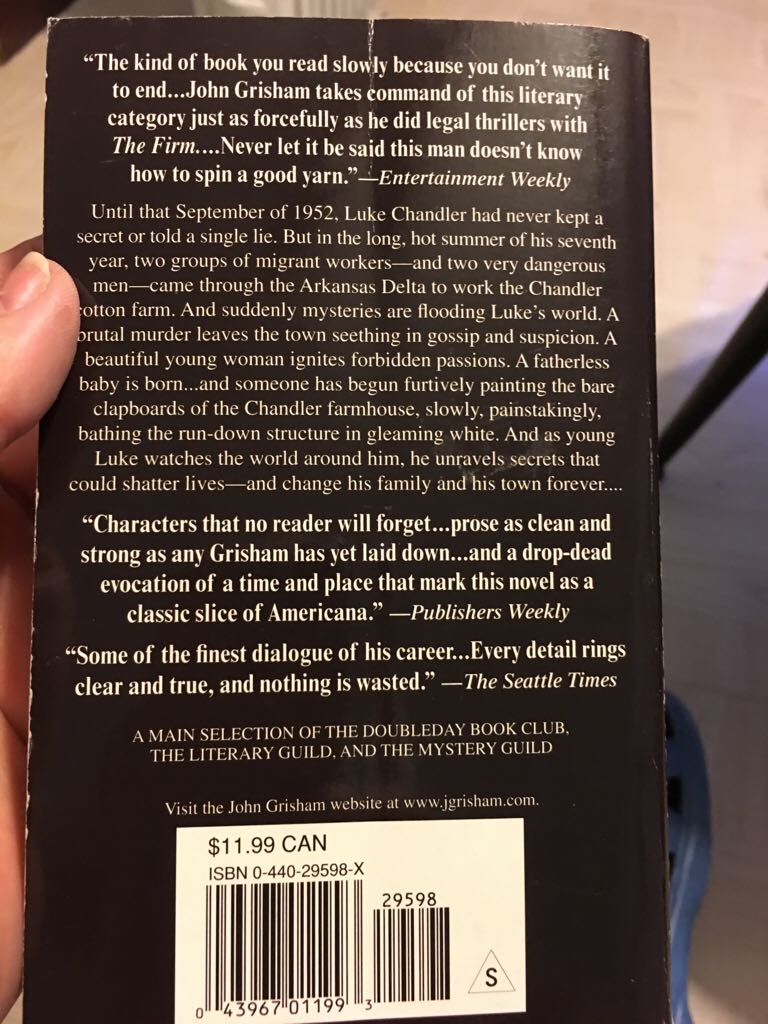 “The kind of book you read slowly because you don’t want it
to end...John Grisham takes command of this literary
category just as forcefully as he did legal thrillers with
The Firm....Never let it be said this man doesn’t know
how to spin a good yarn.”—Entertainment Weekly
Until that September of 1952, Luke Chandler had never kept a
secret or told a single lie. But in the long, hot summer of his seventh
year, two groups of migrant workers—and two very dangerous
men—came through the Arkansas Delta to work the Chandler
otton farm. And suddenly mysteries are flooding Luke’s world. A
brutal murder leaves the town seething in gossip and suspicion. A
beautiful young woman ignites forbidden passions. A fatherless
baby is born...and someone has begun furtively painting the bare
clapboards of the Chandler farmhouse, slowly, painstakingly,
bathing the run-down structure in gleaming white. And as young
Luke watches the world around him, he unravels secrets that
could shatter lives—and change his family and his town forever....
“Characters that no reader will forget...prose as clean and
strong as any Grisham has yet laid down...and a drop-dead
evocation of a time and place that mark this novel as a
classic slice of Americana.” —Publishers Weekly
“Some of the finest dialogue of his career...Every detail rings
clear and true, and nothing is wasted.” —The Seattle Times
A MAIN SELECTION OF THE DOUBLEDAY BOOK CLUB,
THE LITERARY GUILD, AND THE MYSTERY GUILD
Visit the John Grisham website at www.jgrisham.com.
$11.99 CAN
ISBN 0-440-29598-X
29598
S
0 43967 01199 3